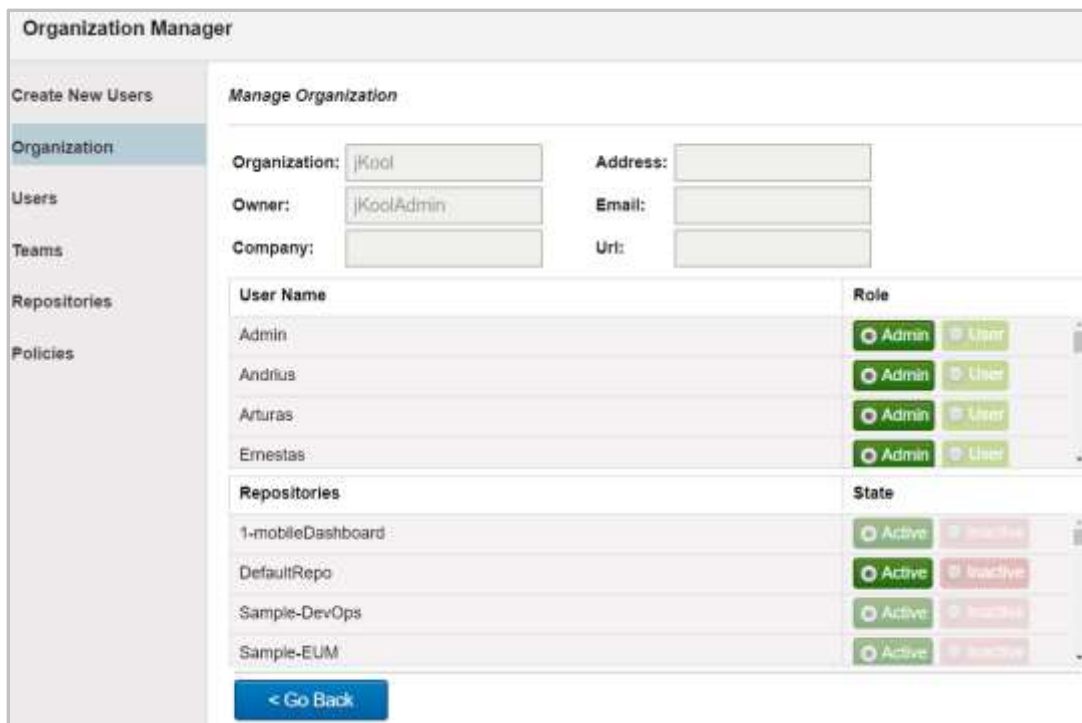 Organization Manager
Create New Users
Organization
Users
Teams
Repositories
Policies
Manage Organization
Organization: jKool Address:
Owner: jKoolAdmin Email:
Company: Url:
User Name Role
Admin Admin User
Andrius Admin User
Arturas Admin User
Ernestas Admin User
Repositories State
1-mobileDashboard Active Inactive
DefaultRepo Active Inactive
Sample-DevOps Active Inactive
Sample-EUM Active Inactive
< Go Back